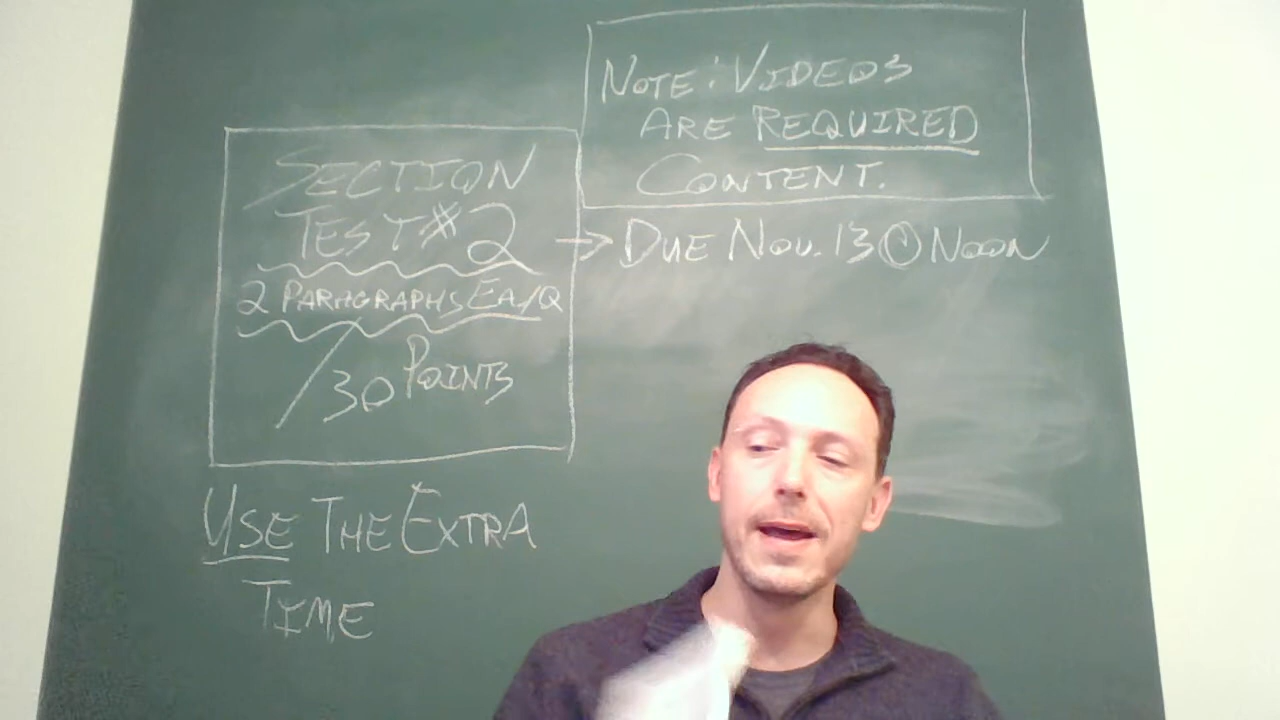 NOTE: VIDEOS
ARE REQUIRED
CONTENT.
SECTION
TEST #2
→ DUE NOV. 13 @ NOON
2 PARAGRAPHS EA/Q
/30 POINTS
USE THE EXTRA
TIME